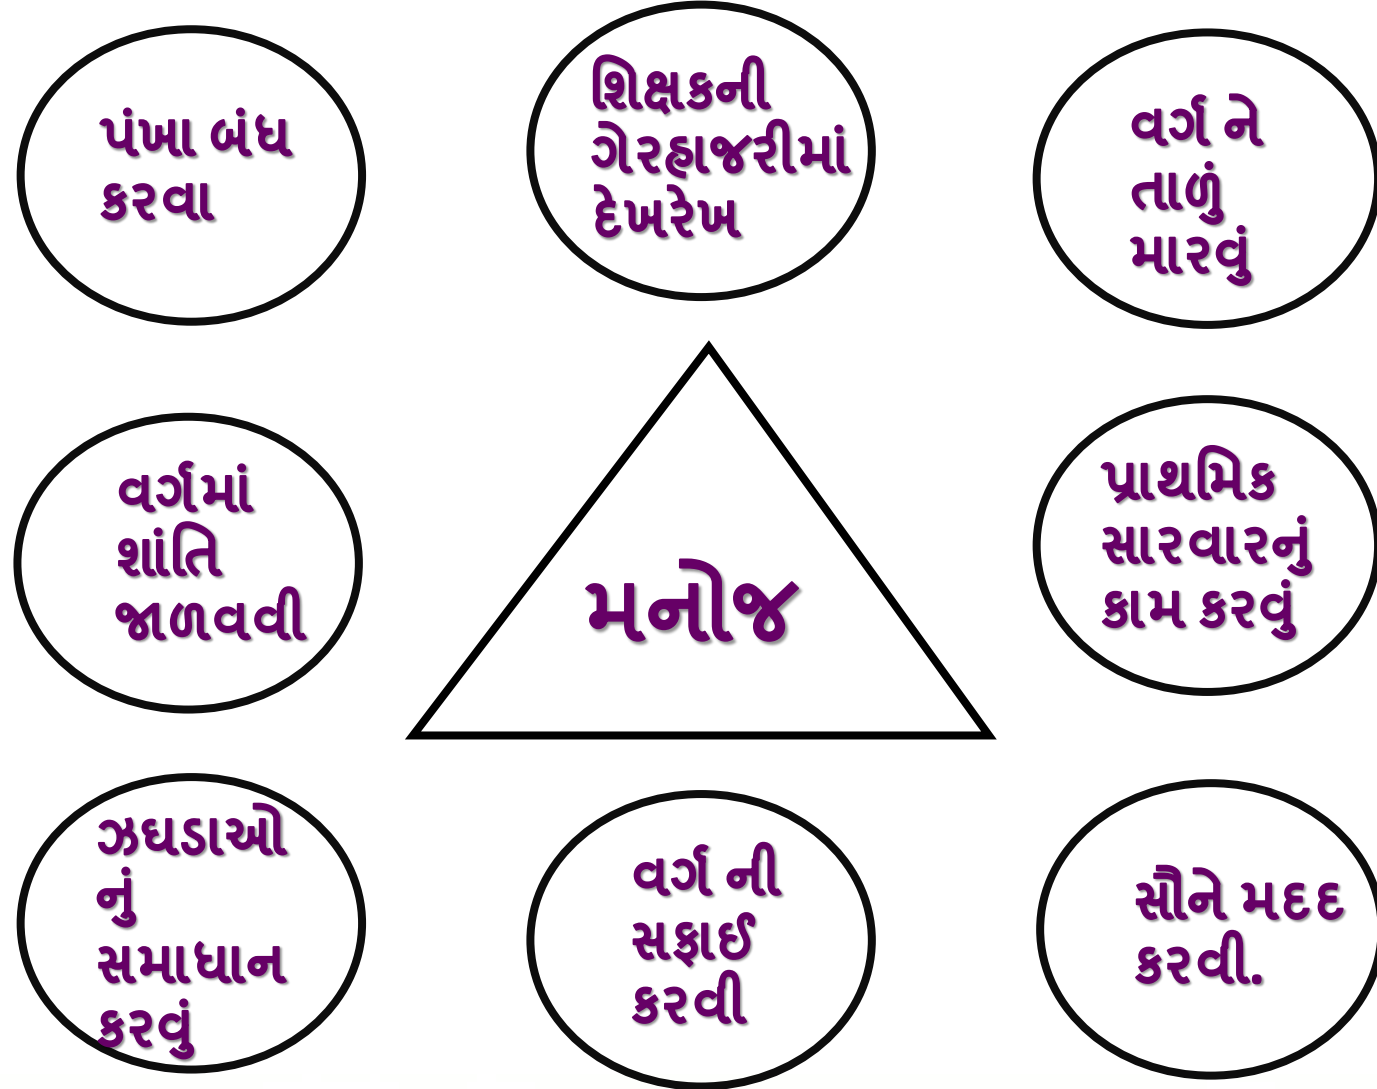 પંખા બંધ
કરવા
શિક્ષકની
ગેરહાજરીમાં
દેખરેખ
વર્ગ ને
તાળું
મારવું
વર્ગમાં
શાંતિ
જાળવવી
મનોજ
પ્રાથમિક
સારવારનું
કામ કરવું
ઝઘડાઓ
નું
સમાધાન
કરવું
વર્ગ ની
સફાઈ
કરવી
સૌને મદદ
કરવી.